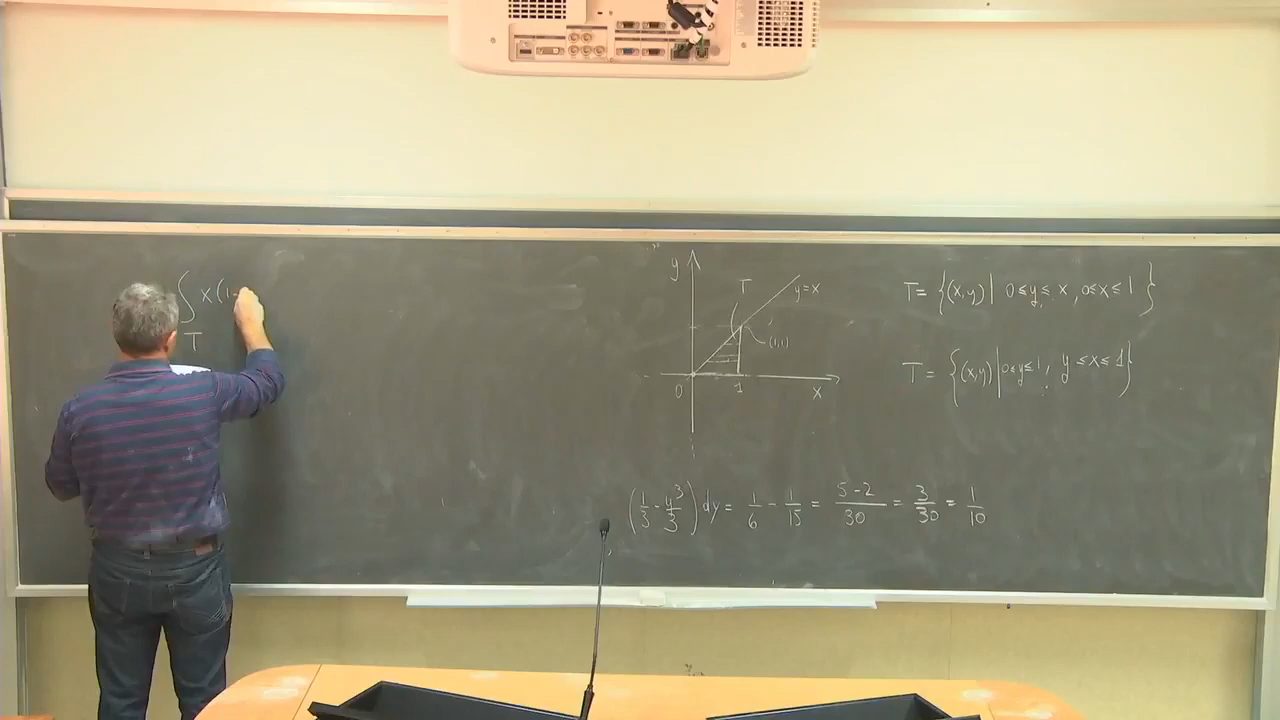 ∫ x(1-
T
y
T
y=x
(1,1)
0
1
x
T= {(x,y)| 0≤y≤x, 0≤x≤1}
T= {(x,y)|0≤y≤1, y≤x≤1}
(1/3 - y³/3) dy = 1/6 - 1/15 = 5-2/30 = 3/30 = 1/10